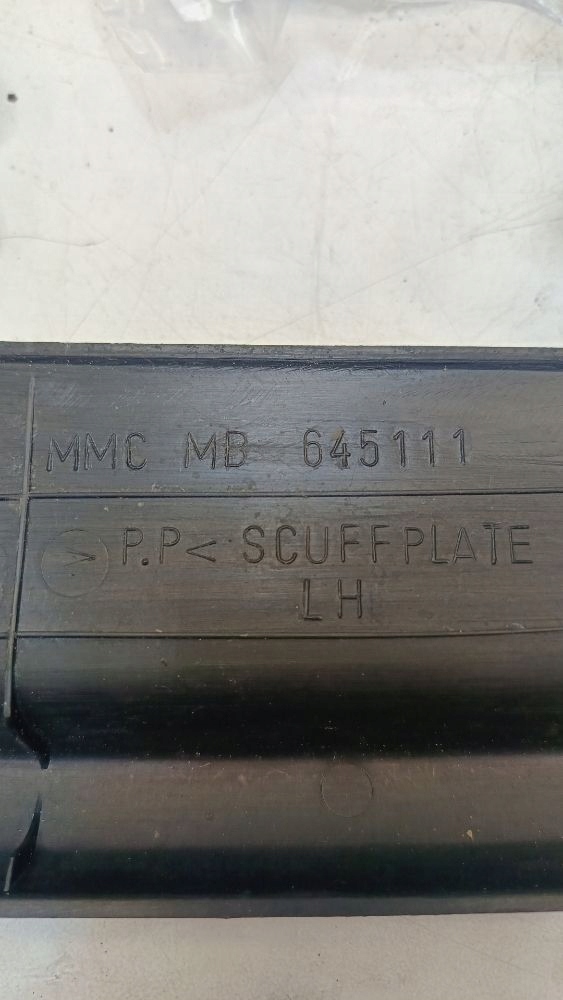 MMC MB 645111
> P.P < SCUFFPLATE
LH